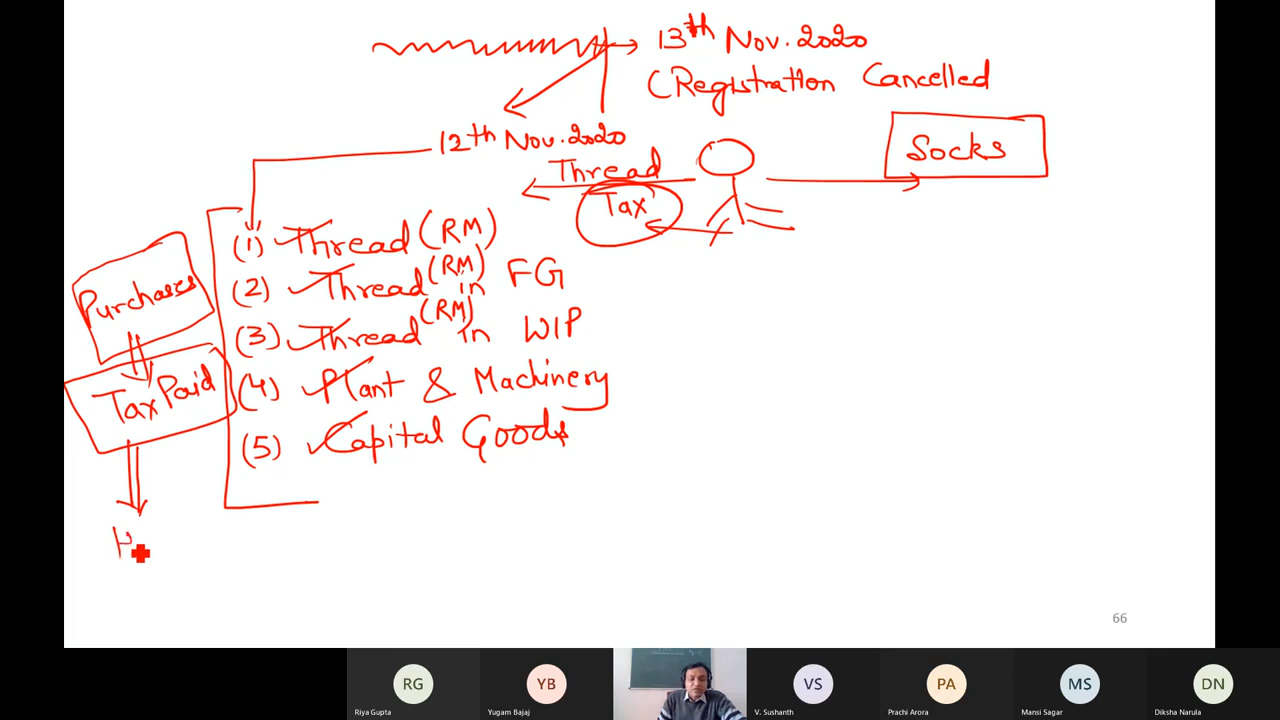 13th Nov. 2020
(Registration Cancelled
12th Nov. 2020
Socks
Thread
Tax
(1) Thread (RM)
(2) Thread (RM) in FG
(3) Thread (RM) in WIP
(4) Plant & Machinery
(5) Capital Goods
Purchases
Tax Paid
66
RG
YB
VS
PA
MS
DN
Riya Gupta
Yugam Bajaj
V. Sushanth
Prachi Arora
Mansi Sagar
Diksha Narula